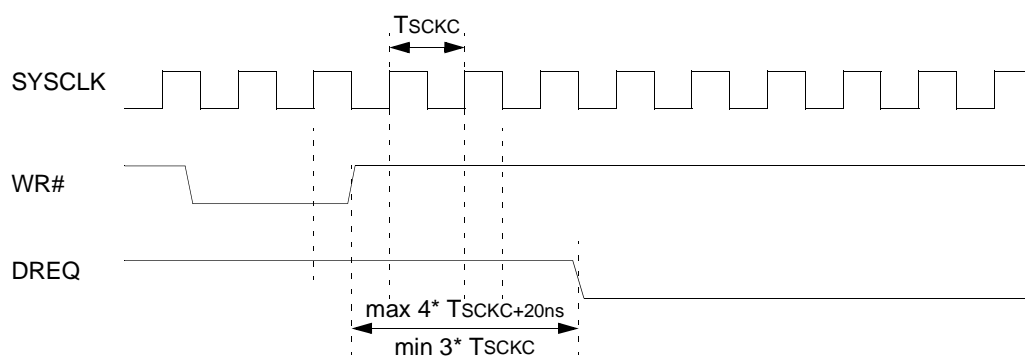 TSCKC
SYSCLK
WR#
DREQ
max 4* TSCKC+20ns
min 3* TSCKC